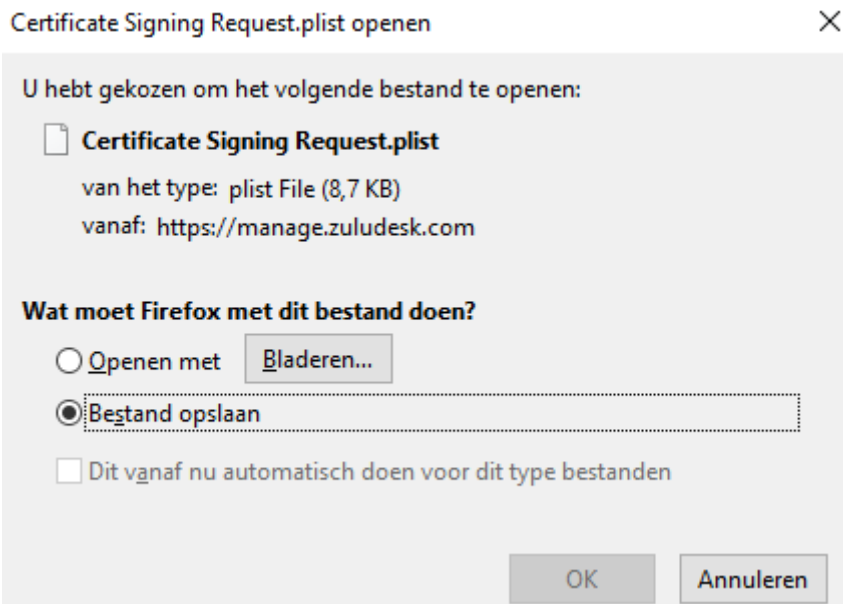 Certificate Signing Request.plist openen
U hebt gekozen om het volgende bestand te openen:
Certificate Signing Request.plist
van het type: plist File (8,7 KB)
vanaf: https://manage.zuludesk.com
Wat moet Firefox met dit bestand doen?
Openen met Bladeren...
Bestand opslaan
Dit vanaf nu automatisch doen voor dit type bestanden
OK Annuleren